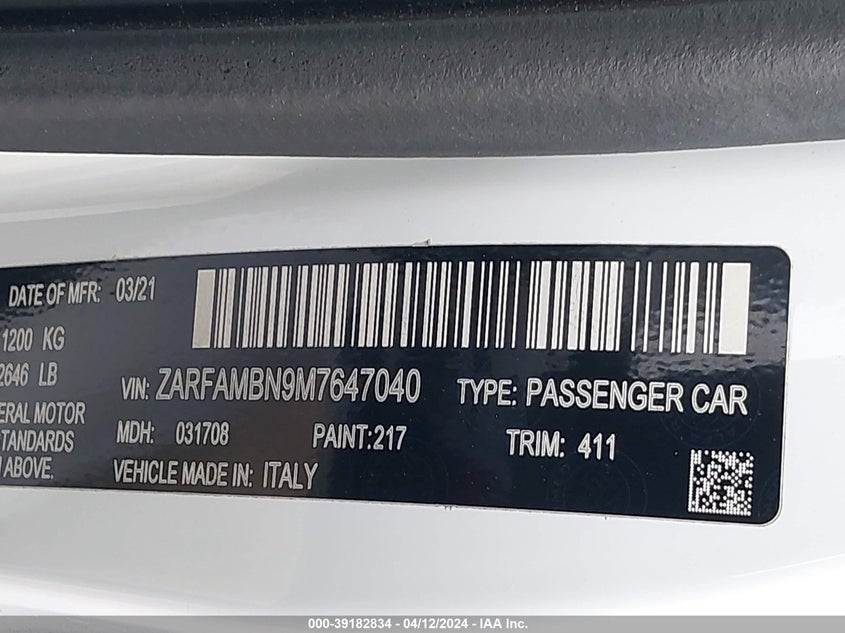 DATE OF MFR: 03/21
1200 KG
2646 LB
VIN: ZARFAMBN9M7647040 TYPE: PASSENGER CAR
ERAL MOTOR
STANDARDS
MDH: 031708 PAINT:217 TRIM: 411
ABOVE.
VEHICLE MADE IN: ITALY
000-39182834 - 04/12/2024 - IAA Inc.